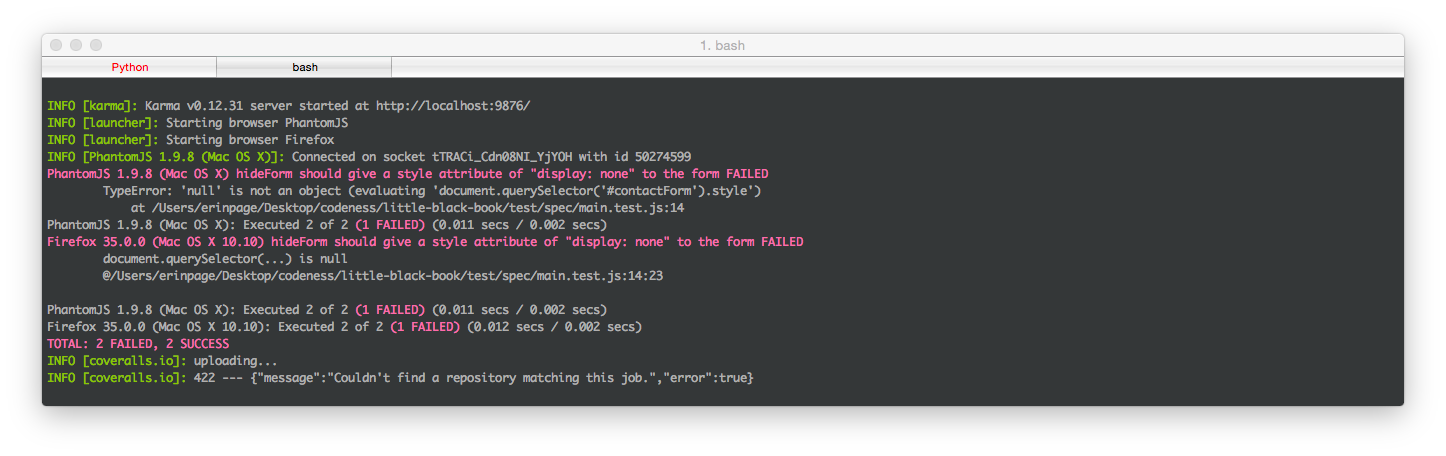 1. bash
Python
bash
INFO [karma]: Karma v0.12.31 server started at http://localhost:9876/
INFO [launcher]: Starting browser PhantomJS
INFO [launcher]: Starting browser Firefox
INFO [PhantomJS 1.9.8 (Mac OS X)]: Connected on socket tTRACi_Cdn08NI_YjYOH with id 50274599
PhantomJS 1.9.8 (Mac OS X) hideForm should give a style attribute of "display: none" to the form FAILED
TypeError: 'null' is not an object (evaluating 'document.querySelector('#contactForm').style')
at /Users/erinpage/Desktop/codeness/little-black-book/test/spec/main.test.js:14
PhantomJS 1.9.8 (Mac OS X): Executed 2 of 2 (1 FAILED) (0.011 secs / 0.002 secs)
Firefox 35.0.0 (Mac OS X 10.10) hideForm should give a style attribute of "display: none" to the form FAILED
document.querySelector(...) is null
@/Users/erinpage/Desktop/codeness/little-black-book/test/spec/main.test.js:14:23
PhantomJS 1.9.8 (Mac OS X): Executed 2 of 2 (1 FAILED) (0.011 secs / 0.002 secs)
Firefox 35.0.0 (Mac OS X 10.10): Executed 2 of 2 (1 FAILED) (0.012 secs / 0.002 secs)
TOTAL: 2 FAILED, 2 SUCCESS
INFO [coveralls.io]: uploading...
INFO [coveralls.io]: 422 --- {"message":"Couldn't find a repository matching this job.","error":true}